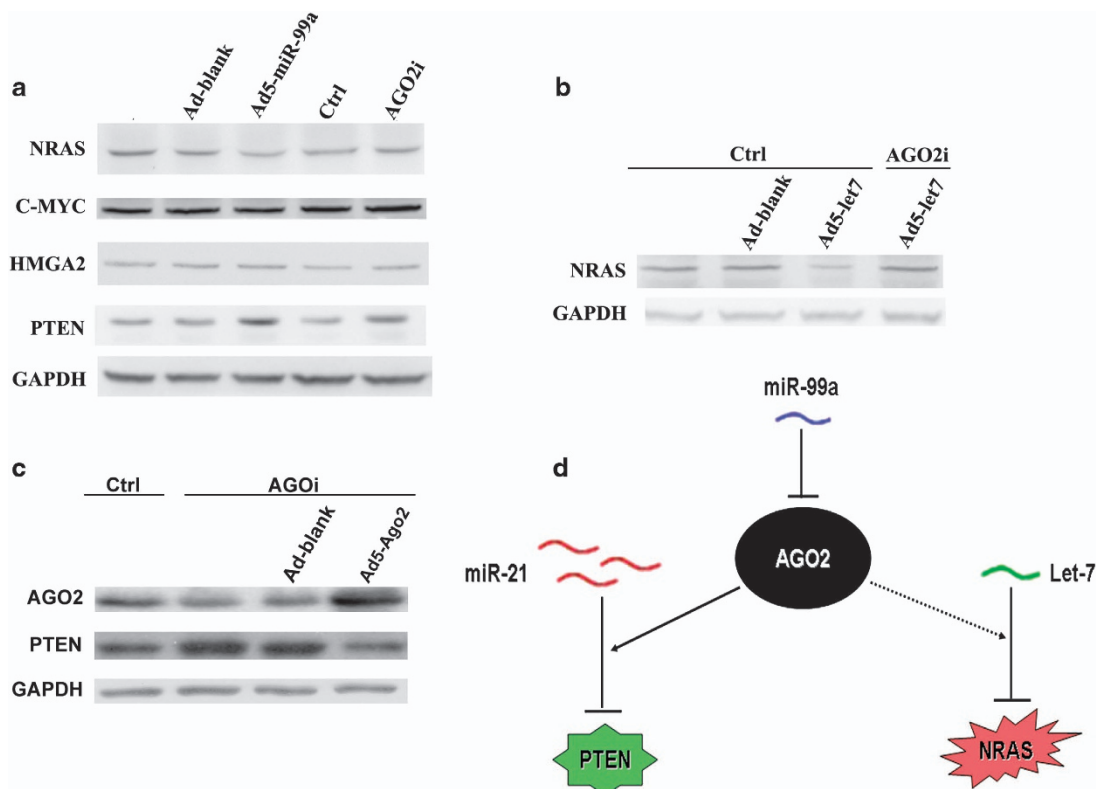 a
Ad-blank
Ad5-miR-99a
Ctrl
AGO2i
NRAS
C-MYC
HMGA2
PTEN
GAPDH
b
Ctrl
AGO2i
Ad-blank
Ad5-let7
Ad5-let7
NRAS
GAPDH
c
Ctrl
AGOi
Ad-blank
Ad5-Ago2
AGO2
PTEN
GAPDH
d
miR-99a
miR-21
AGO2
Let-7
PTEN
NRAS